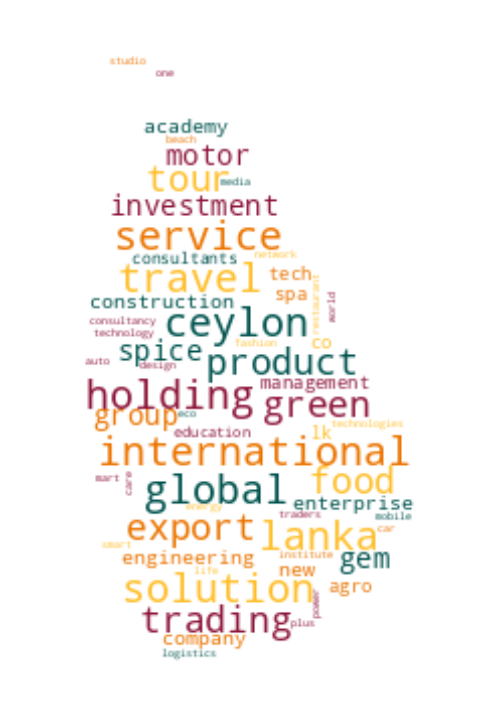 studio
one
academy
beach
motor
tour
media
investment
service
consultants
network
travel
tech
spa
restaurant
world
construction
ceylon
consultancy
technology
fashion
co
spice
product
auto
design
holding
management
green
group
eco
technologies
education
lk
international
mart
care
global
food
enterprise
energy
traders
mobile
export
lanka
car
smart
engineering
institute
gem
life
new
solution
agro
power
trading
plus
company
logistics